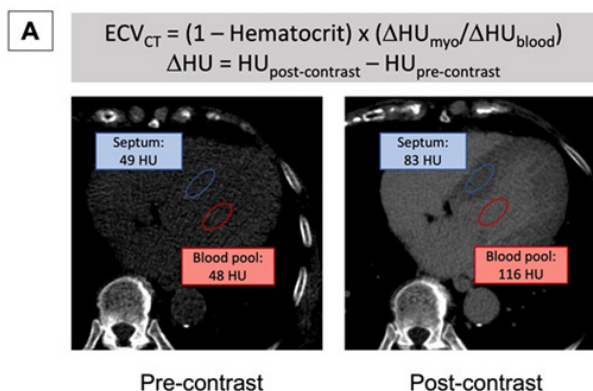 A
ECV_CT = (1 – Hematocrit) x (ΔHU_myo/ΔHU_blood)
ΔHU = HU_post-contrast – HU_pre-contrast
Septum:
49 HU
Blood pool:
48 HU
Septum:
83 HU
Blood pool:
116 HU
Pre-contrast
Post-contrast